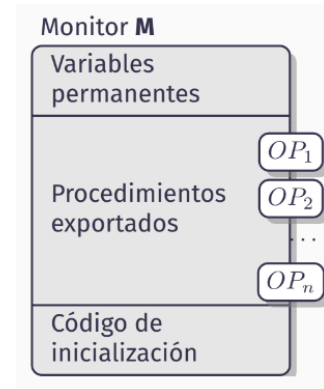 Monitor M
Variables
permanentes
OP₁
Procedimientos
exportados
OP₂
...
OPₙ
Código de
inicialización